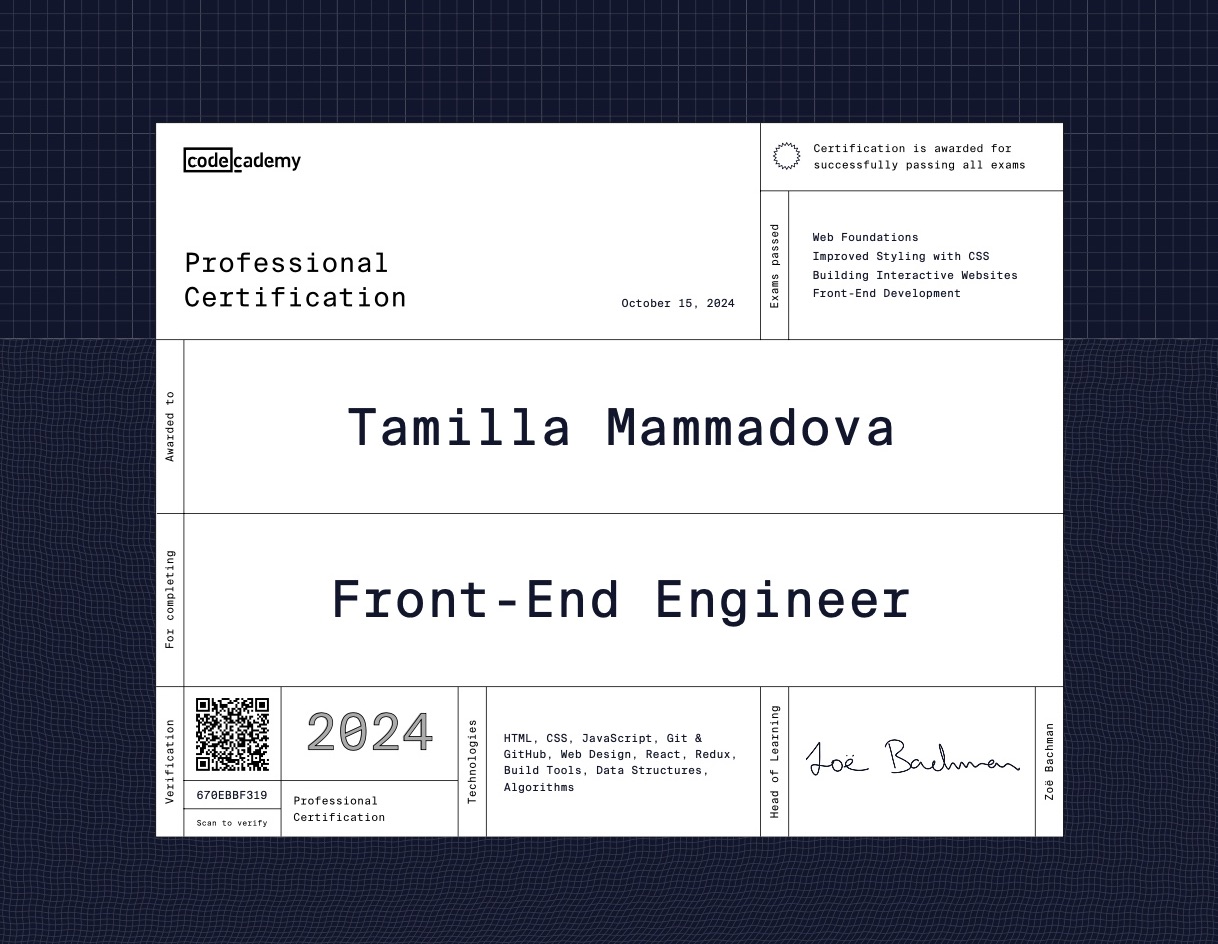 codecademy
Professional
Certification
October 15, 2024
Certification is awarded for
successfully passing all exams
Exams passed
Web Foundations
Improved Styling with CSS
Building Interactive Websites
Front-End Development
Awarded to
Tamilla Mammadova
For completing
Front-End Engineer
Verification
670EBBF319
Scan to verify
2024
Professional
Certification
Technologies
HTML, CSS, JavaScript, Git &
GitHub, Web Design, React, Redux,
Build Tools, Data Structures,
Algorithms
Head of Learning
Zoë Bachman
Zoë Bachman